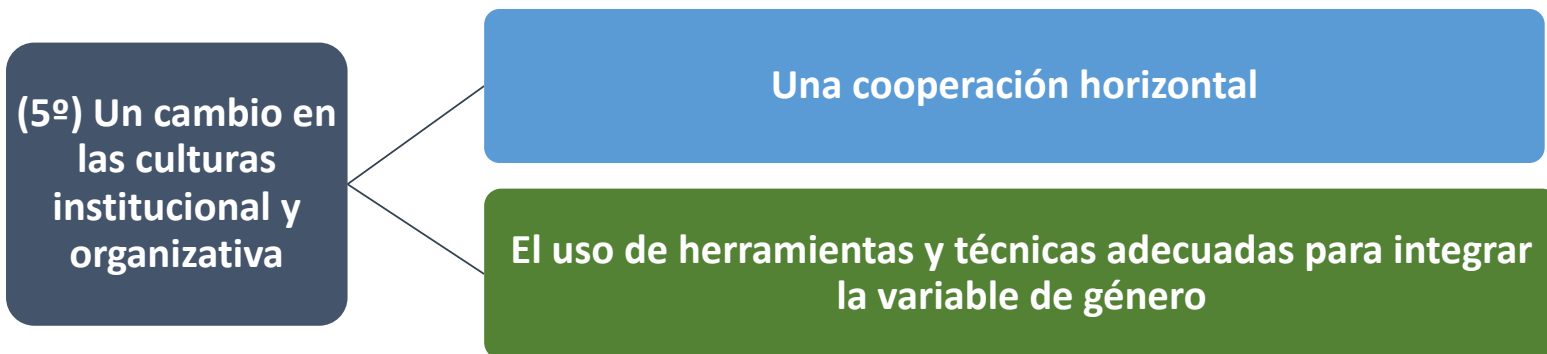 (5º) Un cambio en
las culturas
institucional y
organizativa
Una cooperación horizontal
El uso de herramientas y técnicas adecuadas para integrar
la variable de género